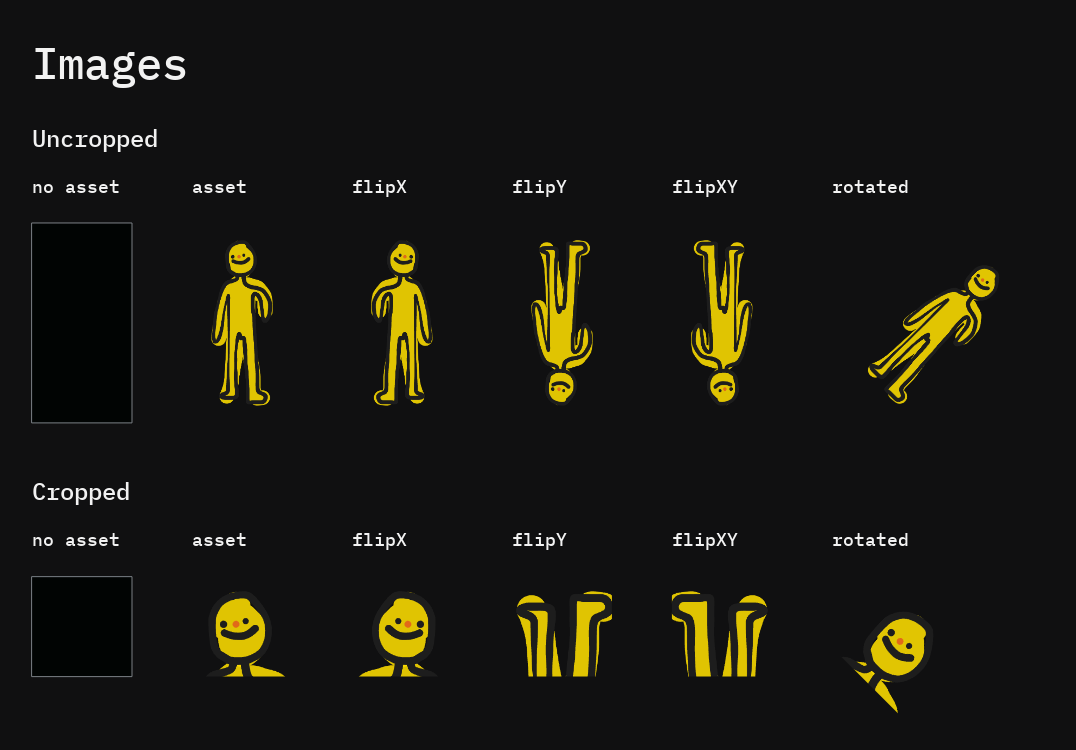 Images
Uncropped
no asset asset flipX flipY flipXY rotated
Cropped
no asset asset flipX flipY flipXY rotated